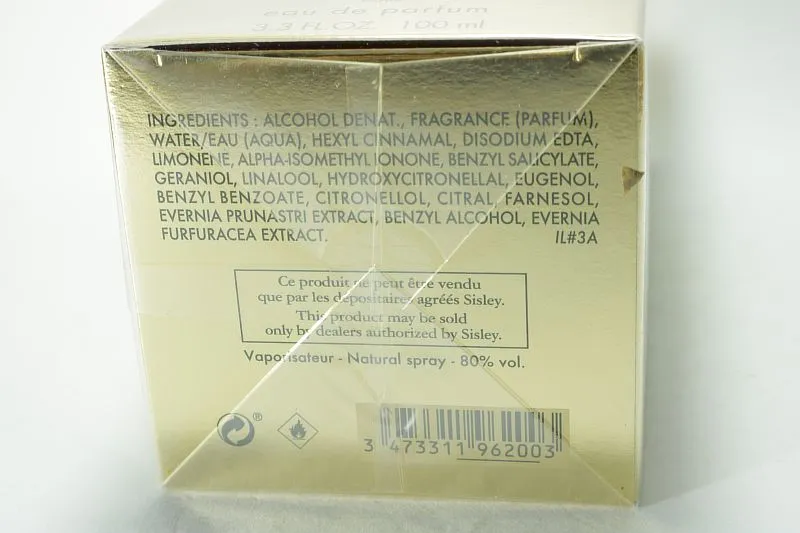 eau de parfum
3.3 FL.OZ. 100 ml
INGREDIENTS : ALCOHOL DENAT., FRAGRANCE (PARFUM),
WATER/EAU (AQUA), HEXYL CINNAMAL, DISODIUM EDTA,
LIMONENE, ALPHA-ISOMETHYL IONONE, BENZYL SALICYLATE,
GERANIOL, LINALOOL, HYDROXYCITRONELLAL, EUGENOL,
BENZYL BENZOATE, CITRONELLOL, CITRAL, FARNESOL,
EVERNIA PRUNASTRI EXTRACT, BENZYL ALCOHOL, EVERNIA
FURFURACEA EXTRACT. IL#3A
Ce produit ne peut être vendu
que par les dépositaires agréés Sisley.
This product may be sold
only by dealers authorized by Sisley.
Vaporisateur - Natural spray - 80% vol.
®
3 473311 962003